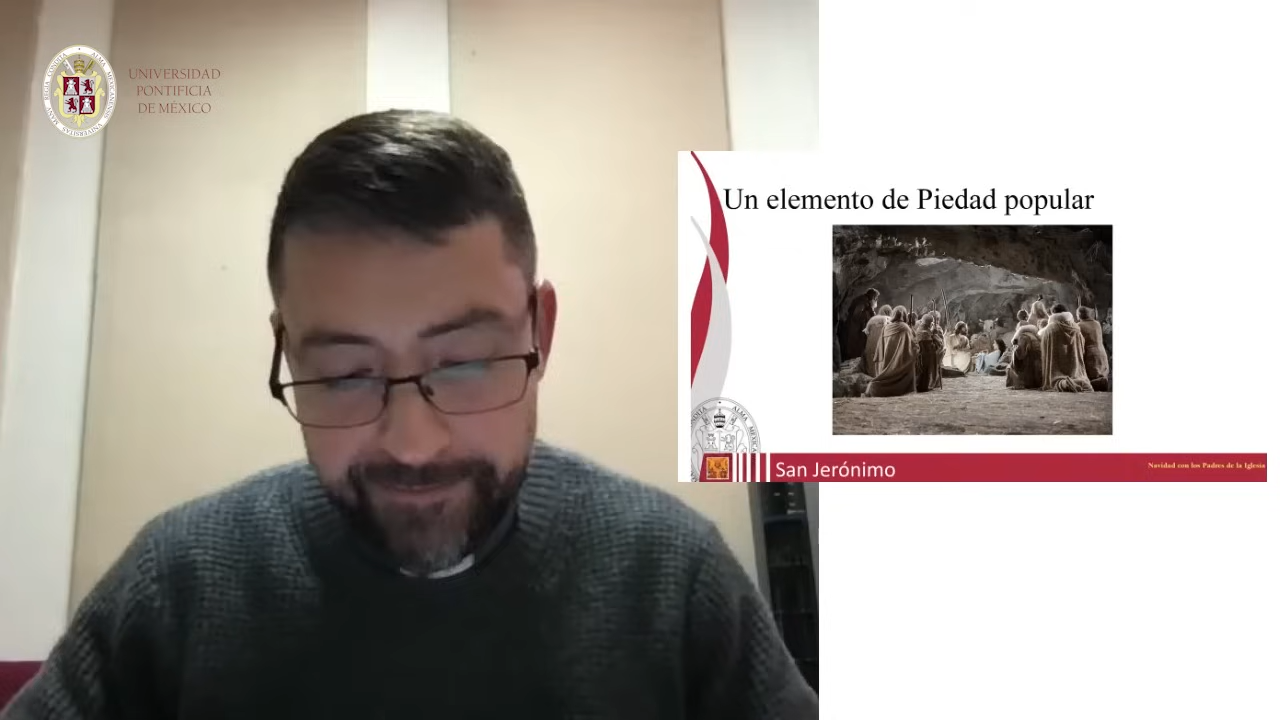 UNIVERSIDAD
PONTIFICIA
DE MÉXICO
Un elemento de Piedad popular
San Jerónimo
Navidad con los Padres de la Iglesia